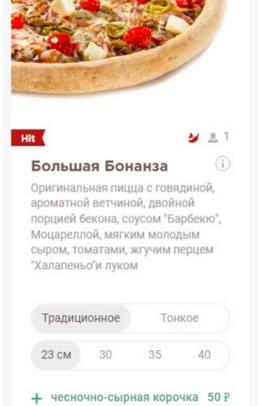 Hit
1
Большая Бонанза
Оригинальная пицца с говядиной,
ароматной ветчиной, двойной
порцией бекона, соусом "Барбекю",
Моцареллой, мягким молодым
сыром, томатами, жгучим перцем
"Халапеньо"и луком
Традиционное Тонкое
23 см 30 35 40
+ чесночно-сырная корочка 50 ₽